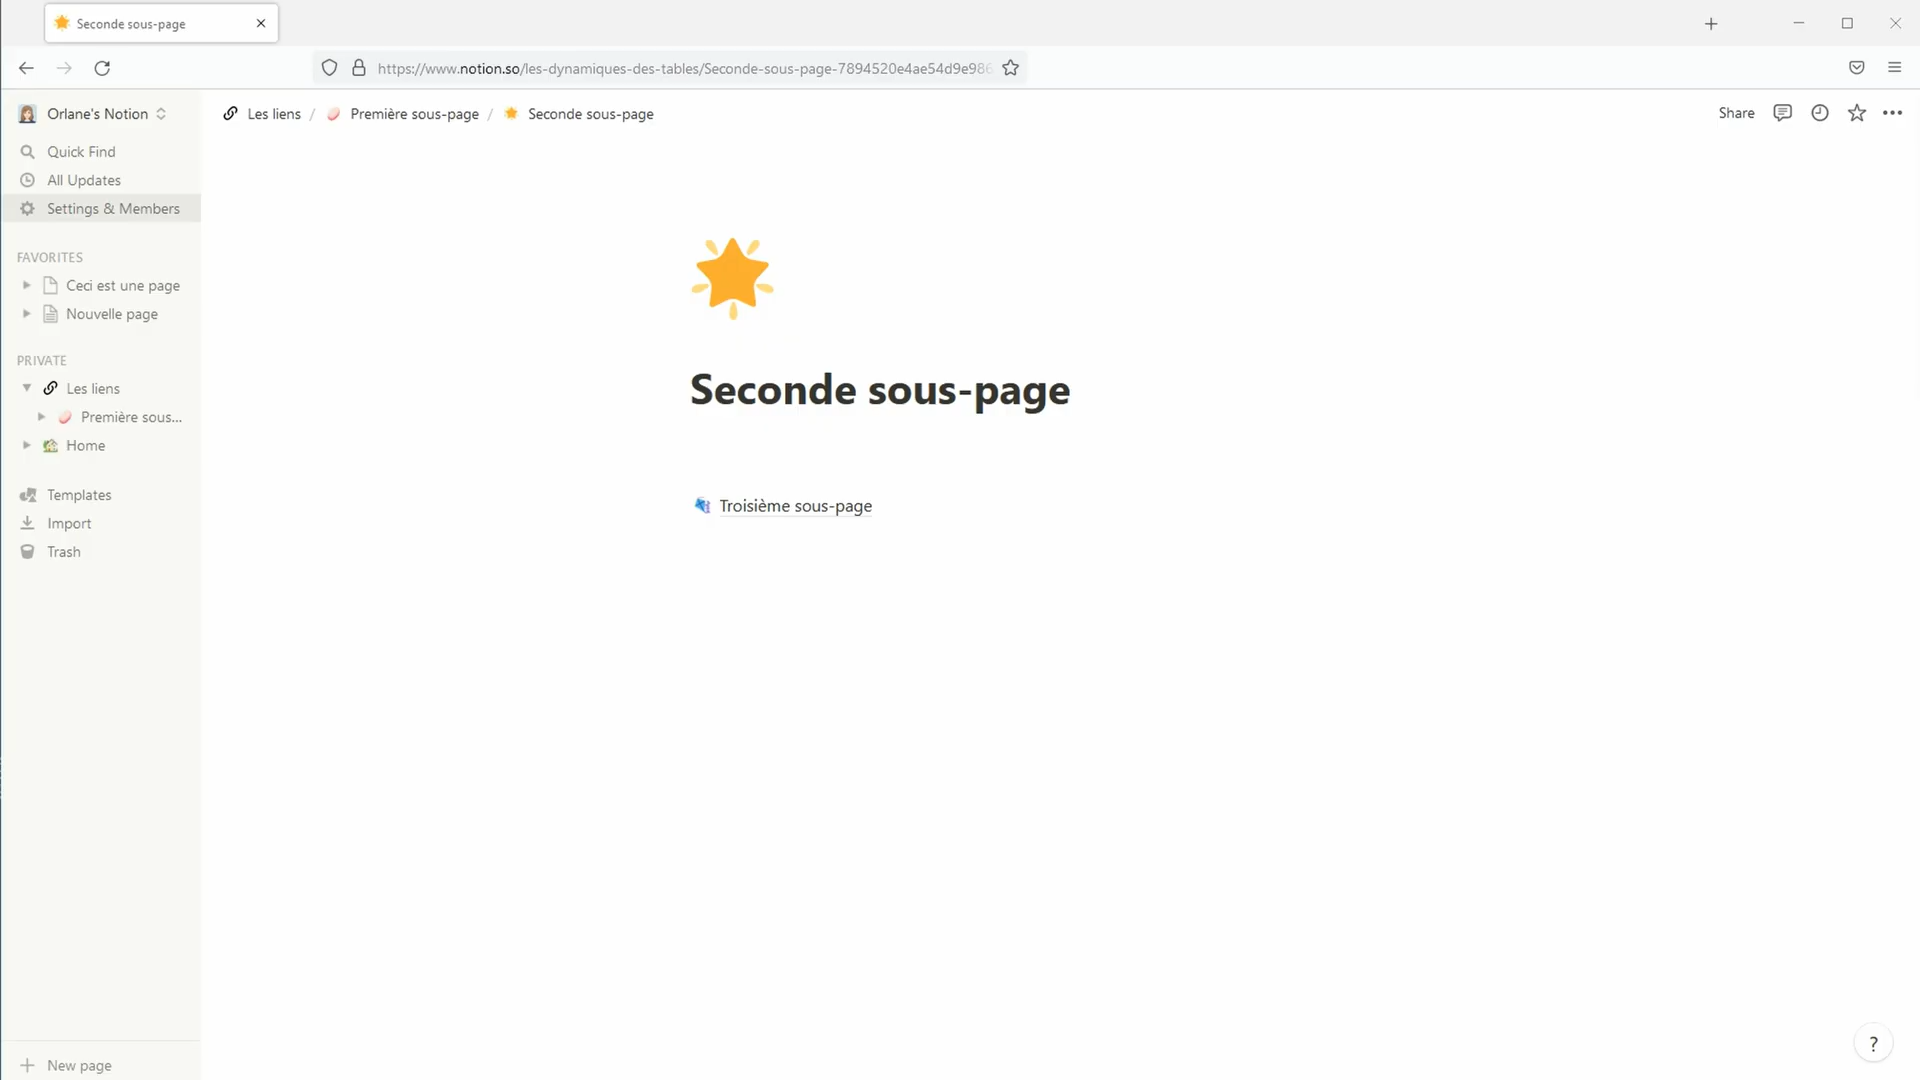 Seconde sous-page
https://www.notion.so/les-dynamiques-des-tables/Seconde-sous-page-7894520e4ae54d9e986
Orlane's Notion
Les liens / Première sous-page / Seconde sous-page
Share
Quick Find
All Updates
Settings & Members
FAVORITES
Ceci est une page
Nouvelle page
PRIVATE
Les liens
Première sous...
Home
Templates
Import
Trash
New page
Seconde sous-page
Troisième sous-page
?